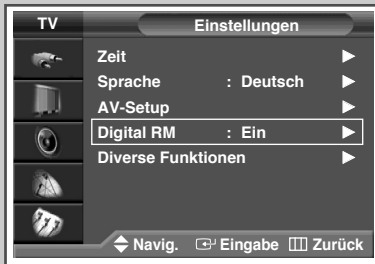 TV
Einstellungen
Zeit
Sprache : Deutsch
AV-Setup
Digital RM : Ein
Diverse Funktionen
Navig. Eingabe Zurück